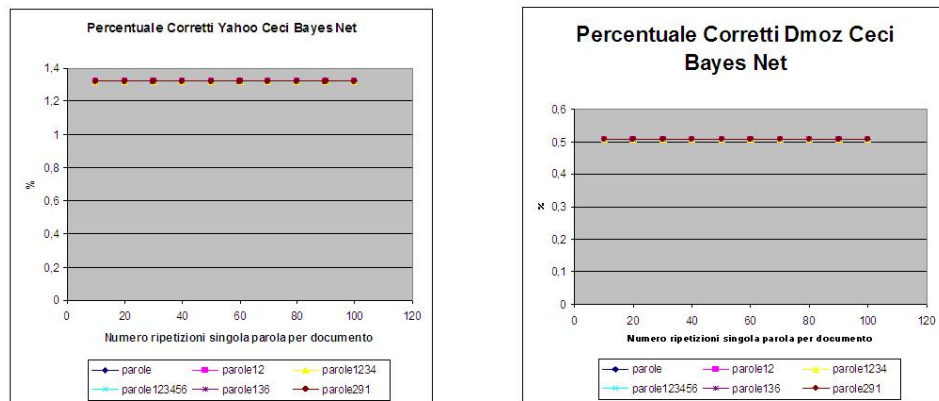 Percentuale Corretti Yahoo Ceci Bayes Net
1,4
1,2
1
0,8
0,6
0,4
0,2
0
%
0 20 40 60 80 100 120
Numero ripetizioni singola parola per documento
parole parole12 parole1234
parole123456 parole136 parole291
Percentuale Corretti Dmoz Ceci
Bayes Net
0,6
0,5
0,4
0,3
0,2
0,1
0
%
0 20 40 60 80 100 120
Numero ripetizioni singola parola per documento
parole parole12 parole1234
parole123456 parole136 parole291